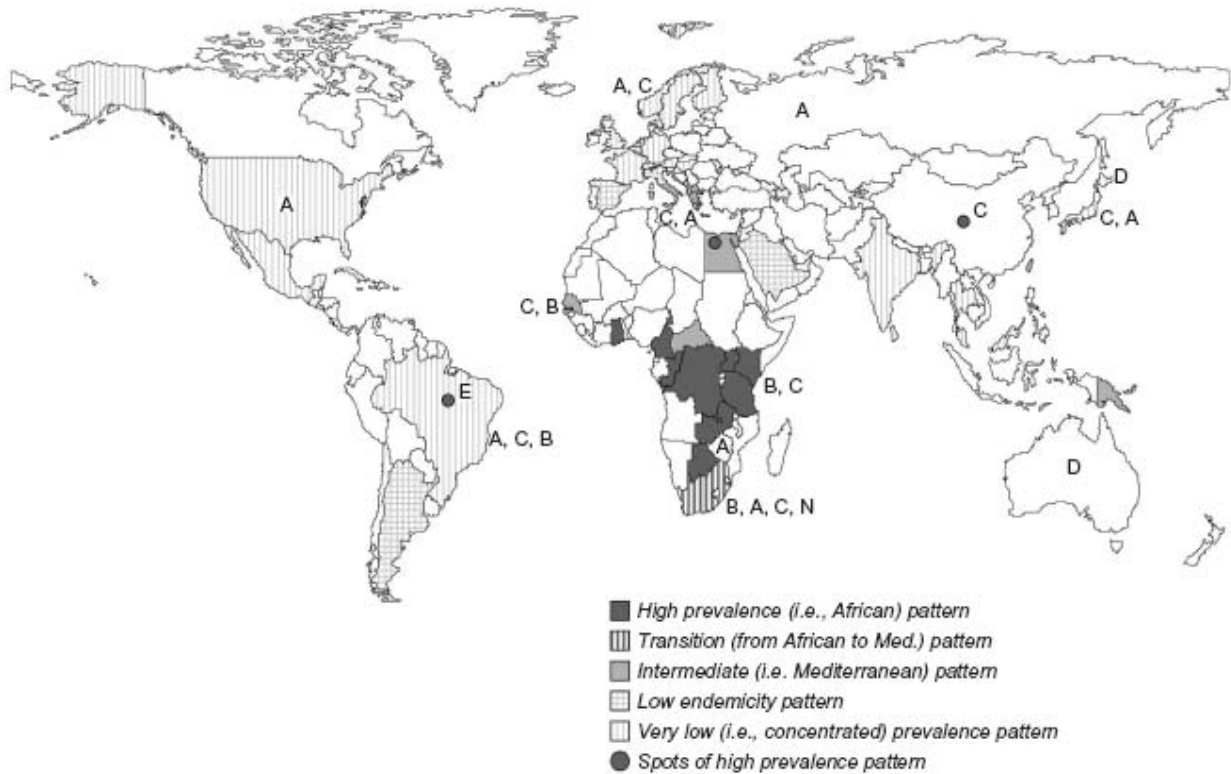 A, C
A
D
A
C
C, A
C, A
C, B
B, C
E
A, C, B
A
D
B, A, C, N
High prevalence (i.e., African) pattern
Transition (from African to Med.) pattern
Intermediate (i.e. Mediterranean) pattern
Low endemicity pattern
Very low (i.e., concentrated) prevalence pattern
Spots of high prevalence pattern